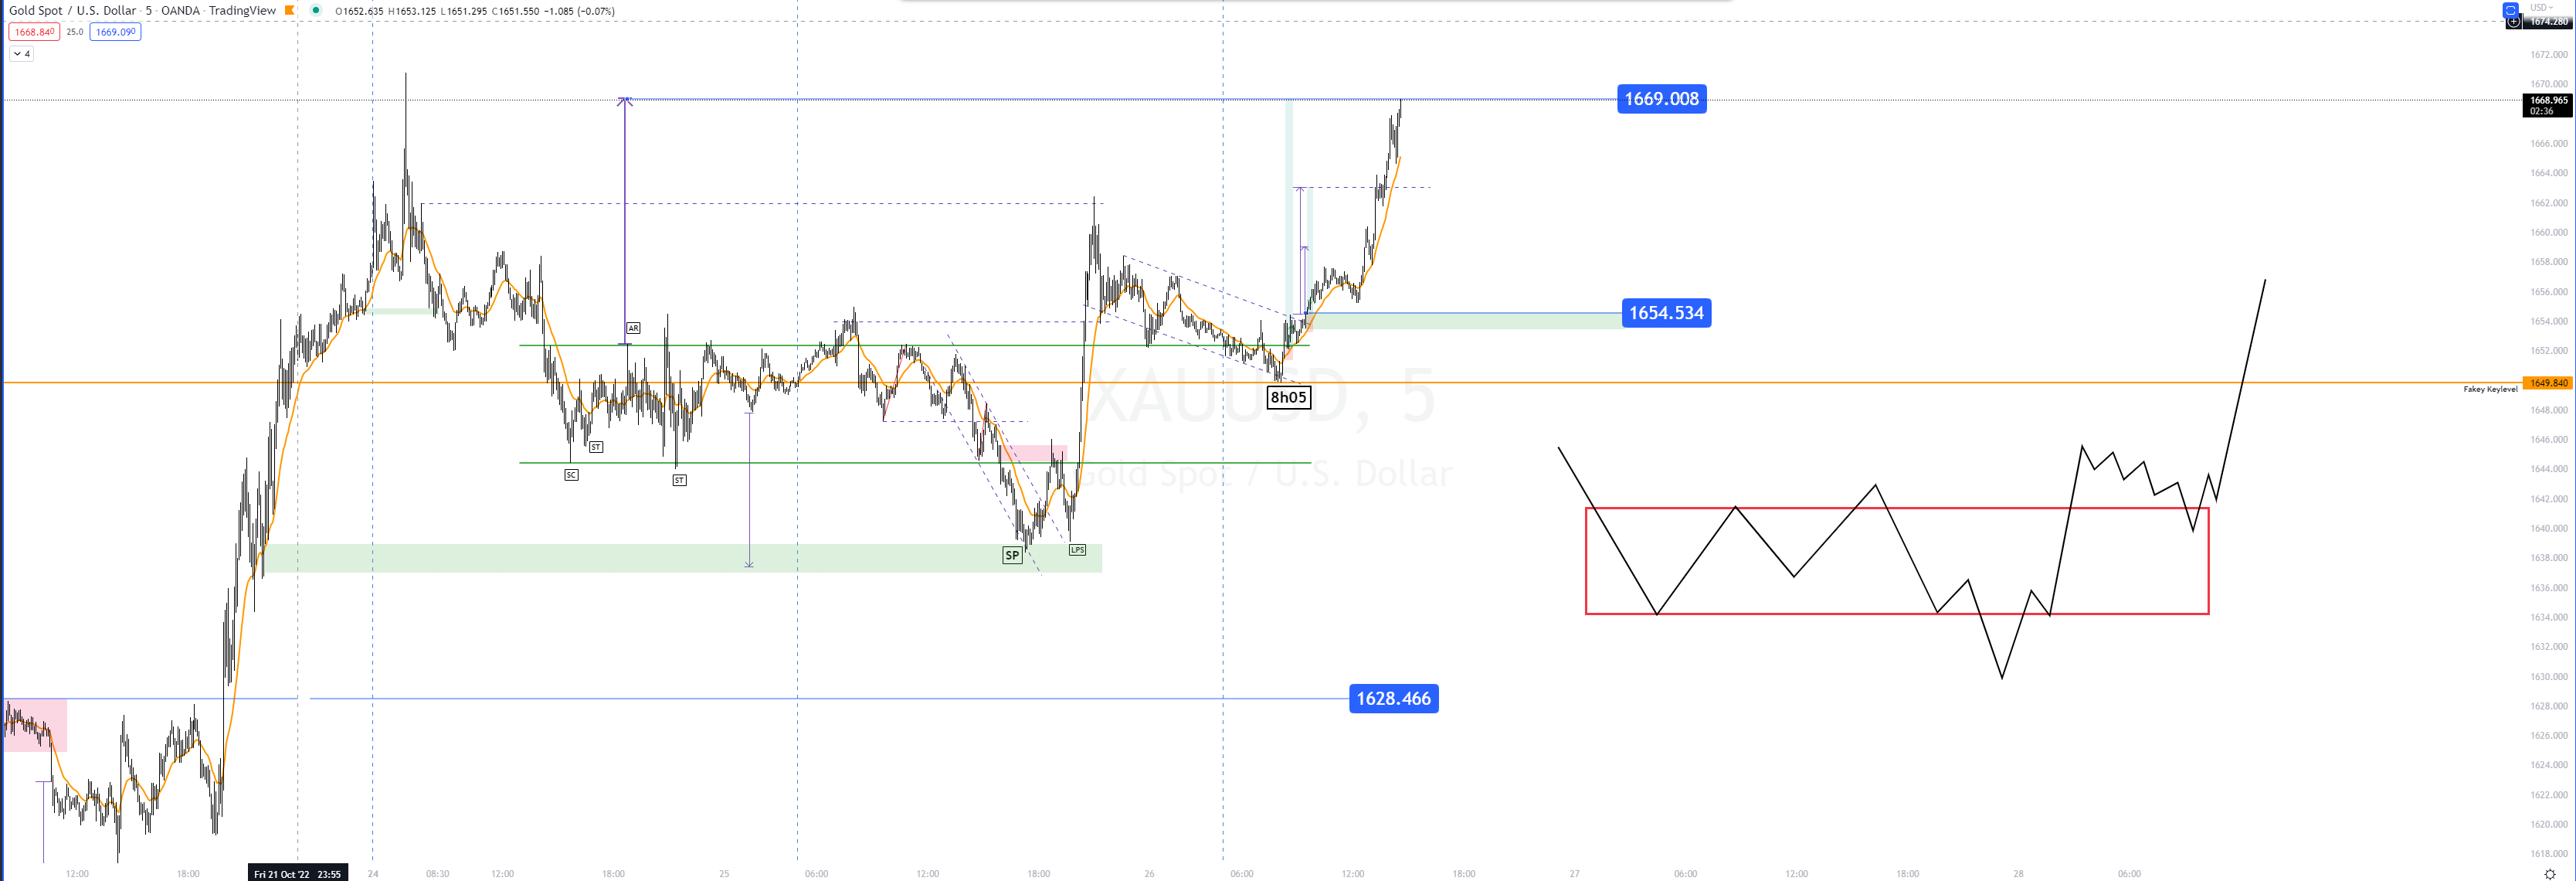 Gold Spot / U.S. Dollar · 5 · OANDA · TradingView O1652.635 H1653.125 L1651.295 C1651.550 -1.085 (-0.07%)
1668.840 25.0 1669.090
4
USD
1674.280
1672.000
1670.000
1669.008
1668.965
02:36
1666.000
1664.000
1662.000
1660.000
1658.000
1656.000
1654.534
1654.000
AR
1652.000
XAUUSD, 5
Gold Spot / U.S. Dollar
1649.840
Fakey Keylevel
8h05
1648.000
1646.000
ST
1644.000
SC
ST
1642.000
1640.000
SP
LPS
1638.000
1636.000
1634.000
1632.000
1630.000
1628.466
1628.000
1626.000
1624.000
1622.000
1620.000
1618.000
12:00 18:00 Fri 21 Oct '22 23:55 24 08:30 12:00 18:00 25 06:00 12:00 18:00 26 06:00 12:00 18:00 27 06:00 12:00 18:00 28 06:00